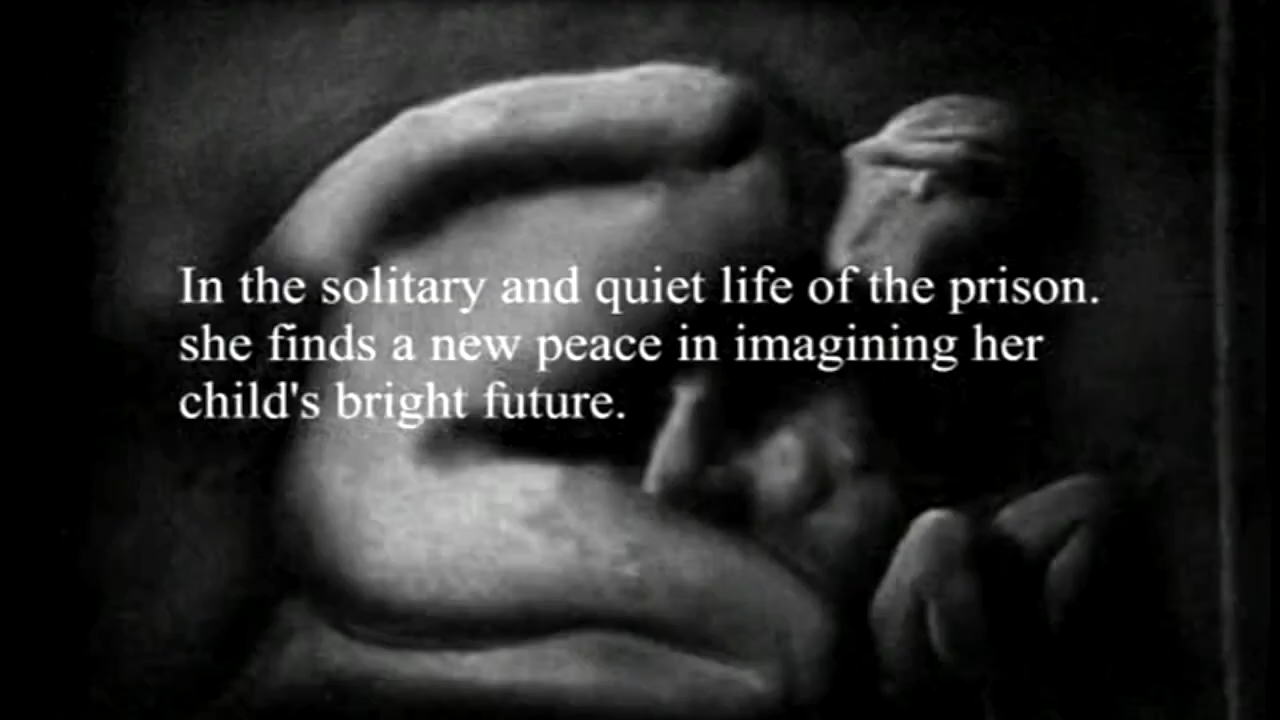 In the solitary and quiet life of the prison.
she finds a new peace in imagining her
child's bright future.